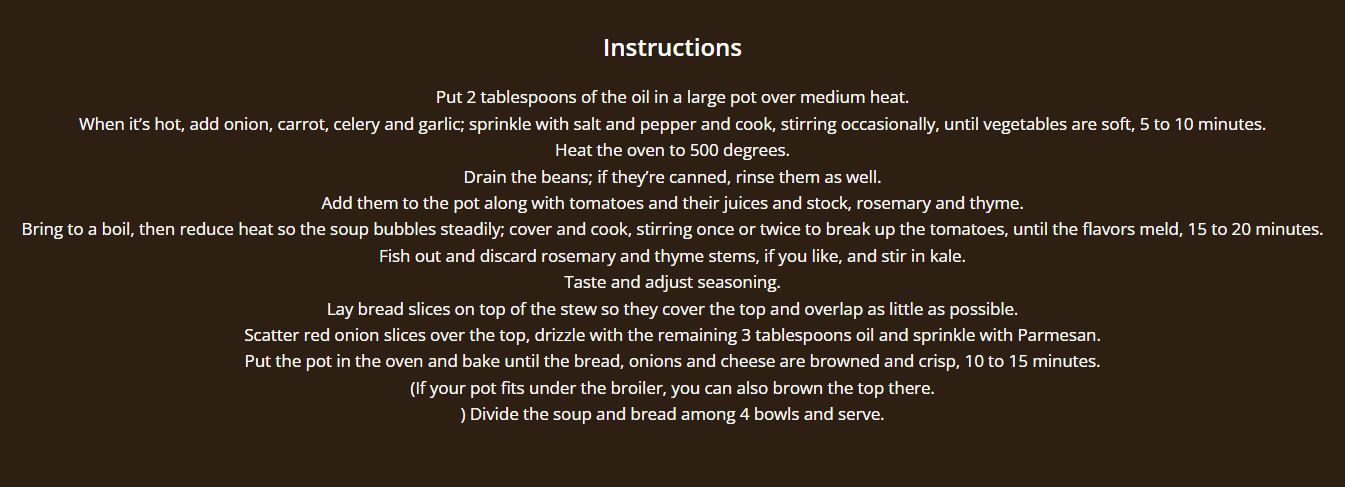 Instructions
Put 2 tablespoons of the oil in a large pot over medium heat.
When it’s hot, add onion, carrot, celery and garlic; sprinkle with salt and pepper and cook, stirring occasionally, until vegetables are soft, 5 to 10 minutes.
Heat the oven to 500 degrees.
Drain the beans; if they’re canned, rinse them as well.
Add them to the pot along with tomatoes and their juices and stock, rosemary and thyme.
Bring to a boil, then reduce heat so the soup bubbles steadily; cover and cook, stirring once or twice to break up the tomatoes, until the flavors meld, 15 to 20 minutes.
Fish out and discard rosemary and thyme stems, if you like, and stir in kale.
Taste and adjust seasoning.
Lay bread slices on top of the stew so they cover the top and overlap as little as possible.
Scatter red onion slices over the top, drizzle with the remaining 3 tablespoons oil and sprinkle with Parmesan.
Put the pot in the oven and bake until the bread, onions and cheese are browned and crisp, 10 to 15 minutes.
(If your pot fits under the broiler, you can also brown the top there.
) Divide the soup and bread among 4 bowls and serve.